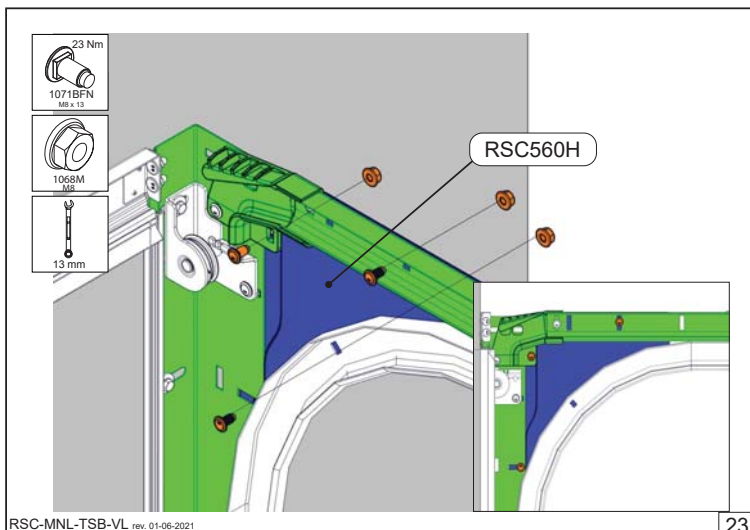 23 Nm
1071BFN
M8 x 13
1068M
M8
13 mm
RSC560H
RSC-MNL-TSB-VL rev. 01-06-2021
23